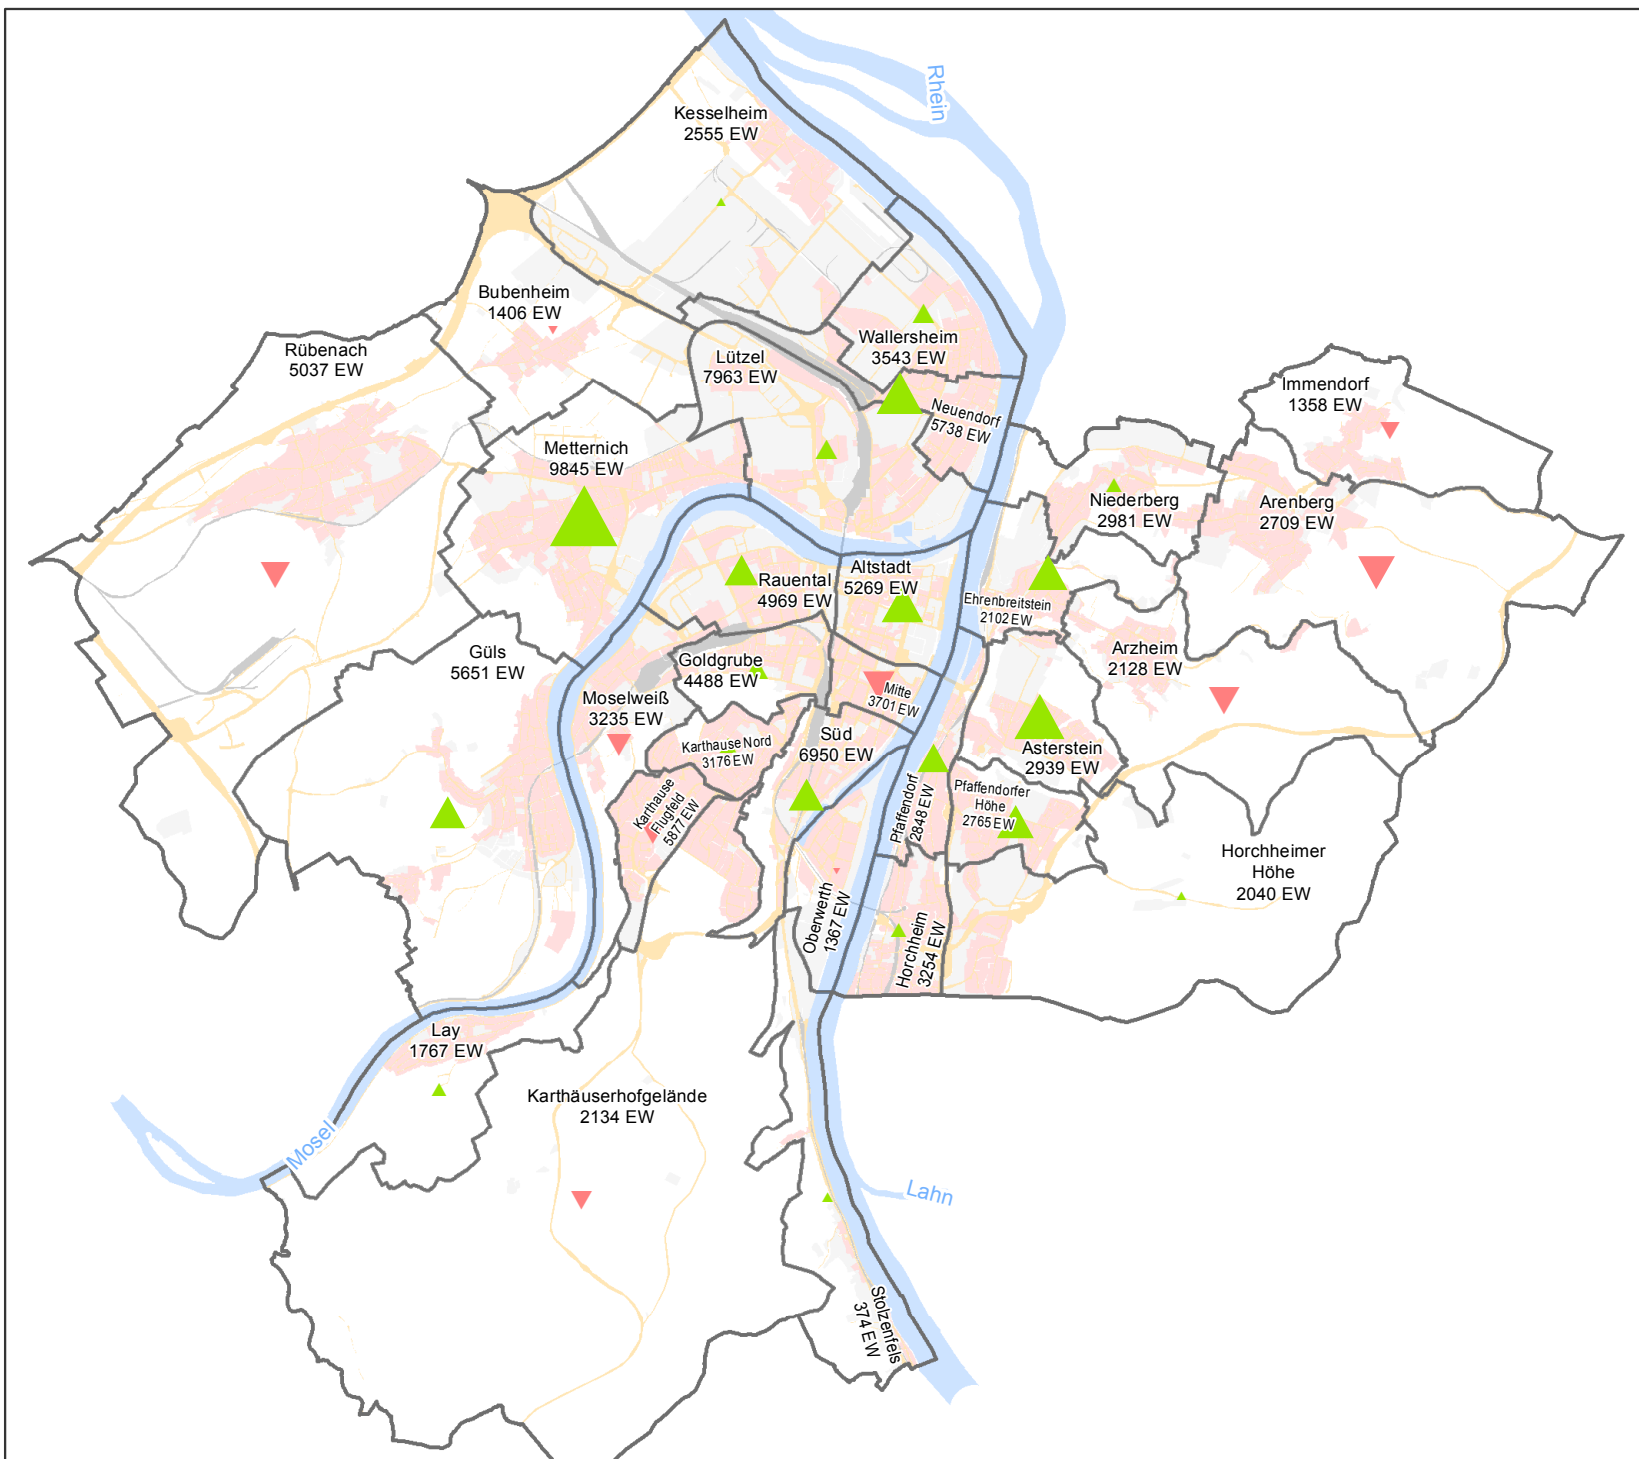 Rhein
Kesselheim
2555 EW
Bubenheim
1406 EW
Wallersheim
3543 EW
Rübenach
5037 EW
Lützel
7963 EW
Immendorf
1358 EW
Neuendorf
5738 EW
Metternich
9845 EW
Niederberg
2981 EW
Arenberg
2709 EW
Rauental
4969 EW
Altstadt
5269 EW
Ehrenbreitstein
2102 EW
Güls
5651 EW
Goldgrube
4488 EW
Arzheim
2128 EW
Moselweiß
3235 EW
Mitte
3701 EW
Karthause Nord
3176 EW
Süd
6950 EW
Asterstein
2939 EW
Karthause
Flugfeld
5877 EW
Pfaffendorf
2848 EW
Pfaffendorfer
Höhe
2765 EW
Horchheimer
Höhe
2040 EW
Oberwerth
1367 EW
Horchheim
3254 EW
Lay
1767 EW
Karthäuserhofgelände
2134 EW
Mosel
Lahn
Stolzenfels
374 EW